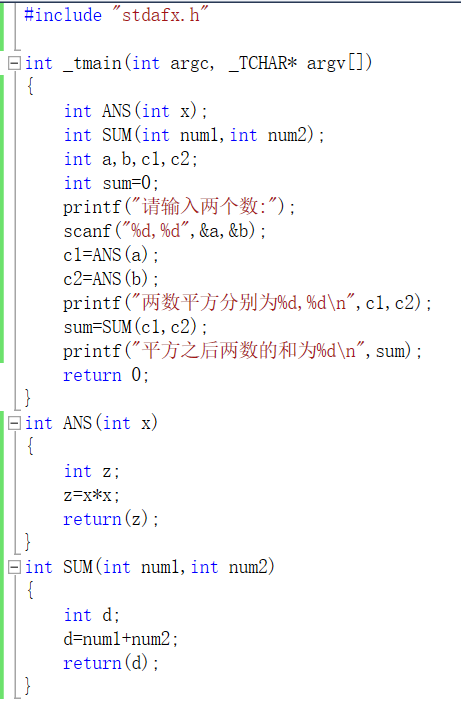 #include "stdafx.h"
int _tmain(int argc, _TCHAR* argv[])
{
int ANS(int x);
int SUM(int num1,int num2);
int a,b,c1,c2;
int sum=0;
printf("请输入两个数:");
scanf("%d,%d",&a,&b);
c1=ANS(a);
c2=ANS(b);
printf("两数平方分别为%d,%d\n",c1,c2);
sum=SUM(c1,c2);
printf("平方之后两数的和为%d\n",sum);
return 0;
}
int ANS(int x)
{
int z;
z=x*x;
return(z);
}
int SUM(int num1,int num2)
{
int d;
d=num1+num2;
return(d);
}